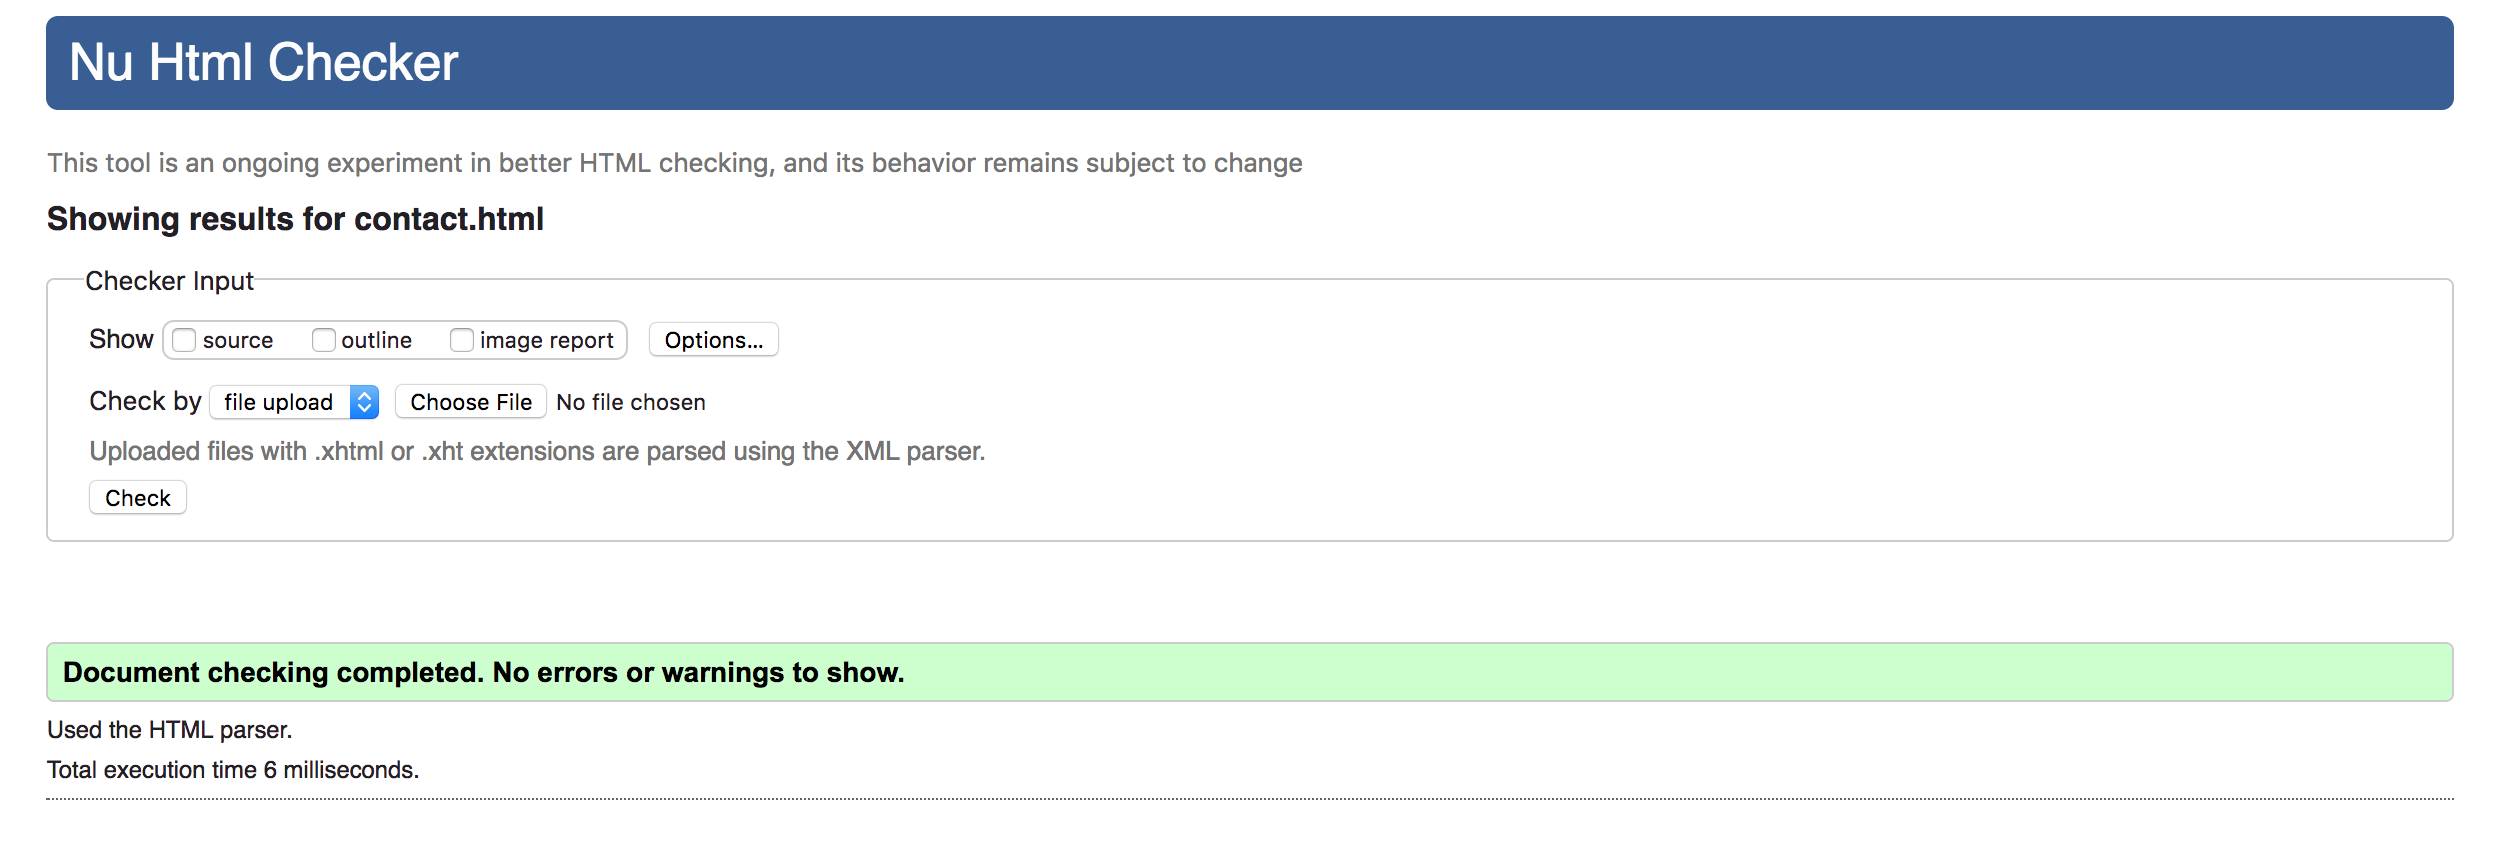 Nu Html Checker
This tool is an ongoing experiment in better HTML checking, and its behavior remains subject to change
Showing results for contact.html
Checker Input
Show source outline image report Options...
Check by file upload Choose File No file chosen
Uploaded files with .xhtml or .xht extensions are parsed using the XML parser.
Check
Document checking completed. No errors or warnings to show.
Used the HTML parser.
Total execution time 6 milliseconds.